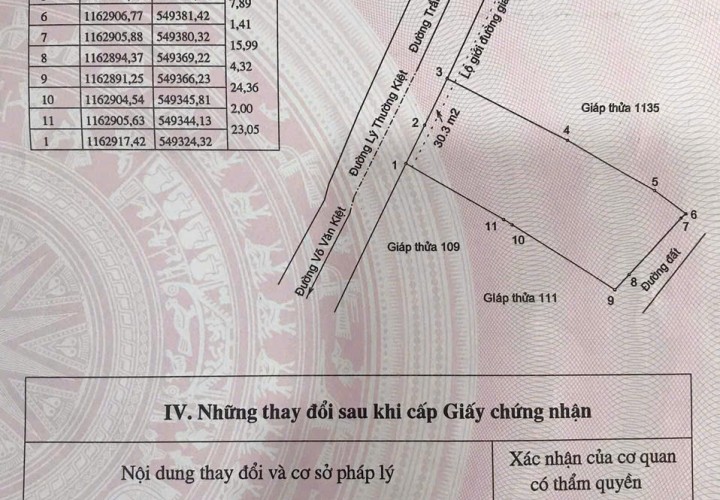 7,89
6 1162906,77 549381,42
1,41
7 1162905,88 549380,32
15,99
8 1162894,37 549369,22
4,32
9 1162891,25 549366,23
24,36
10 1162904,54 549345,81
2,00
11 1162905,63 549344,13
23,05
1 1162917,42 549324,32
Đường Võ Văn Kiệt
Đường Lý Thường Kiệt
Đường
Lộ giới đường
3
2
1
30.3 m2
Giáp thửa 1135
4
5
6
7
11
10
Giáp thửa 109
8
Đường đất
9
Giáp thửa 111
IV. Những thay đổi sau khi cấp Giấy chứng nhận
Nội dung thay đổi và cơ sở pháp lý
Xác nhận của cơ quan
có thẩm quyền